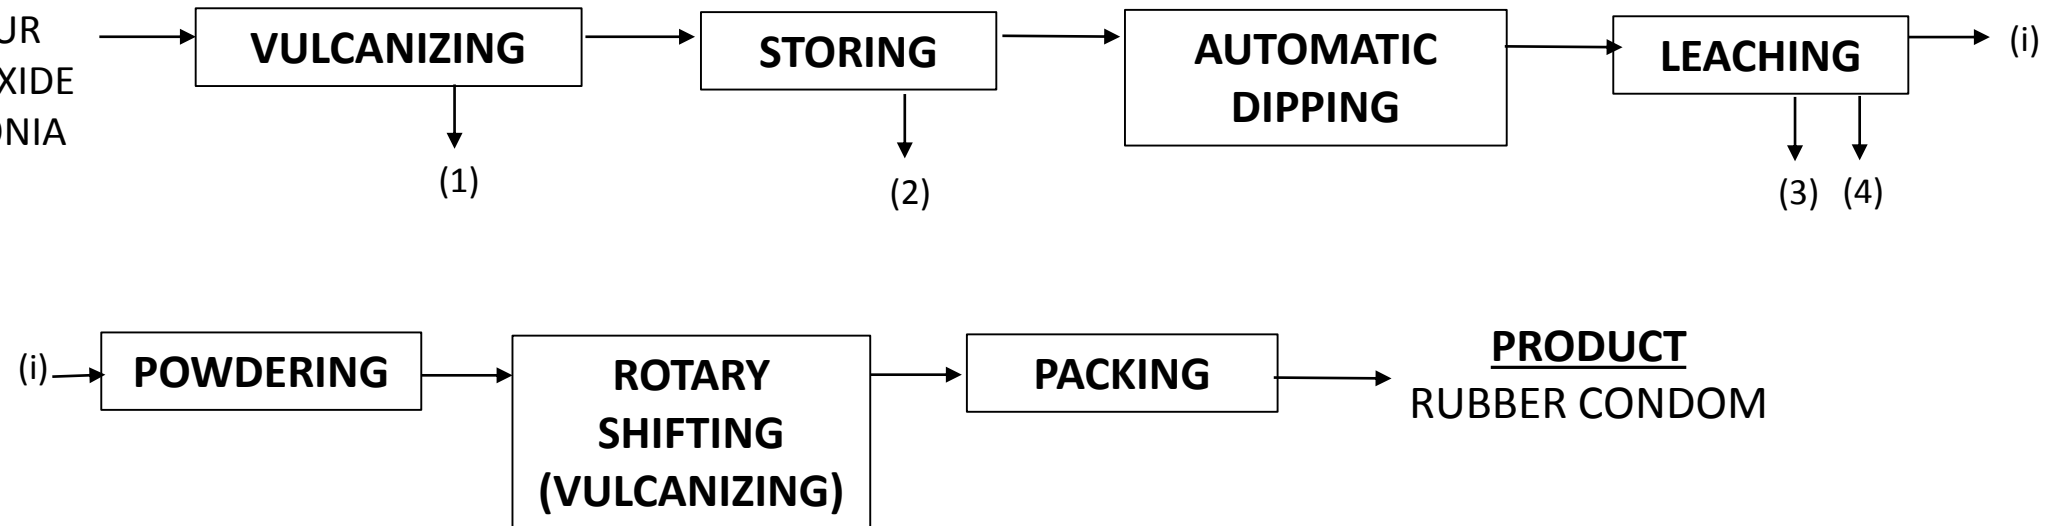 UR
XIDE
ONIA
VULCANIZING
STORING
AUTOMATIC
DIPPING
LEACHING
(i)
(1)
(2)
(3)
(4)
(i)
POWDERING
ROTARY
SHIFTING
(VULCANIZING)
PACKING
PRODUCT
RUBBER CONDOM